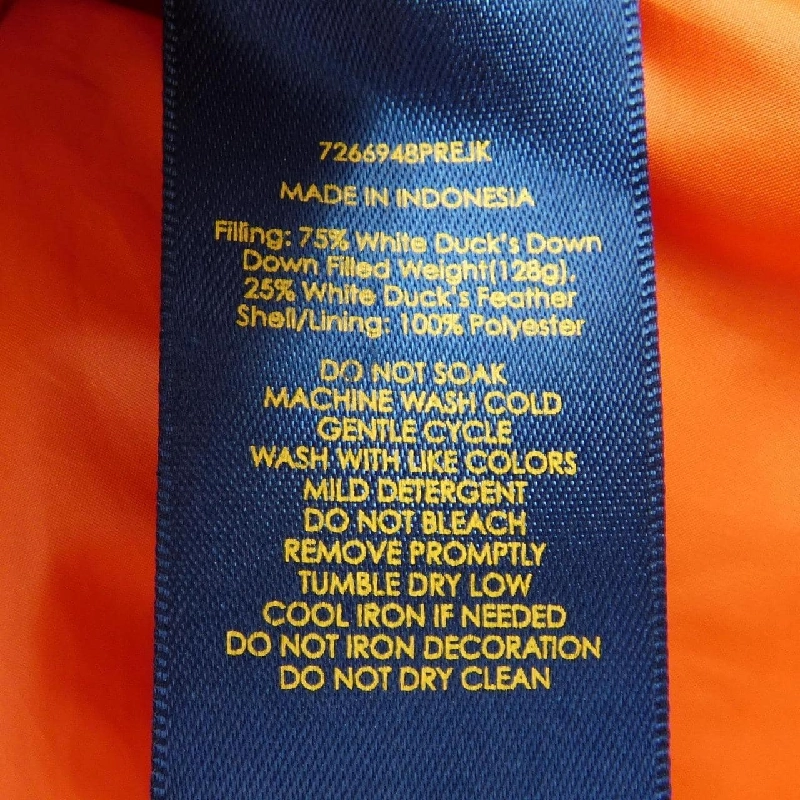 7266948PREJK
MADE IN INDONESIA
Filling: 75% White Duck's Down
Down Filled Weight(128g),
25% White Duck's Feather
Shell/Lining: 100% Polyester
DO NOT SOAK
MACHINE WASH COLD
GENTLE CYCLE
WASH WITH LIKE COLORS
MILD DETERGENT
DO NOT BLEACH
REMOVE PROMPTLY
TUMBLE DRY LOW
COOL IRON IF NEEDED
DO NOT IRON DECORATION
DO NOT DRY CLEAN